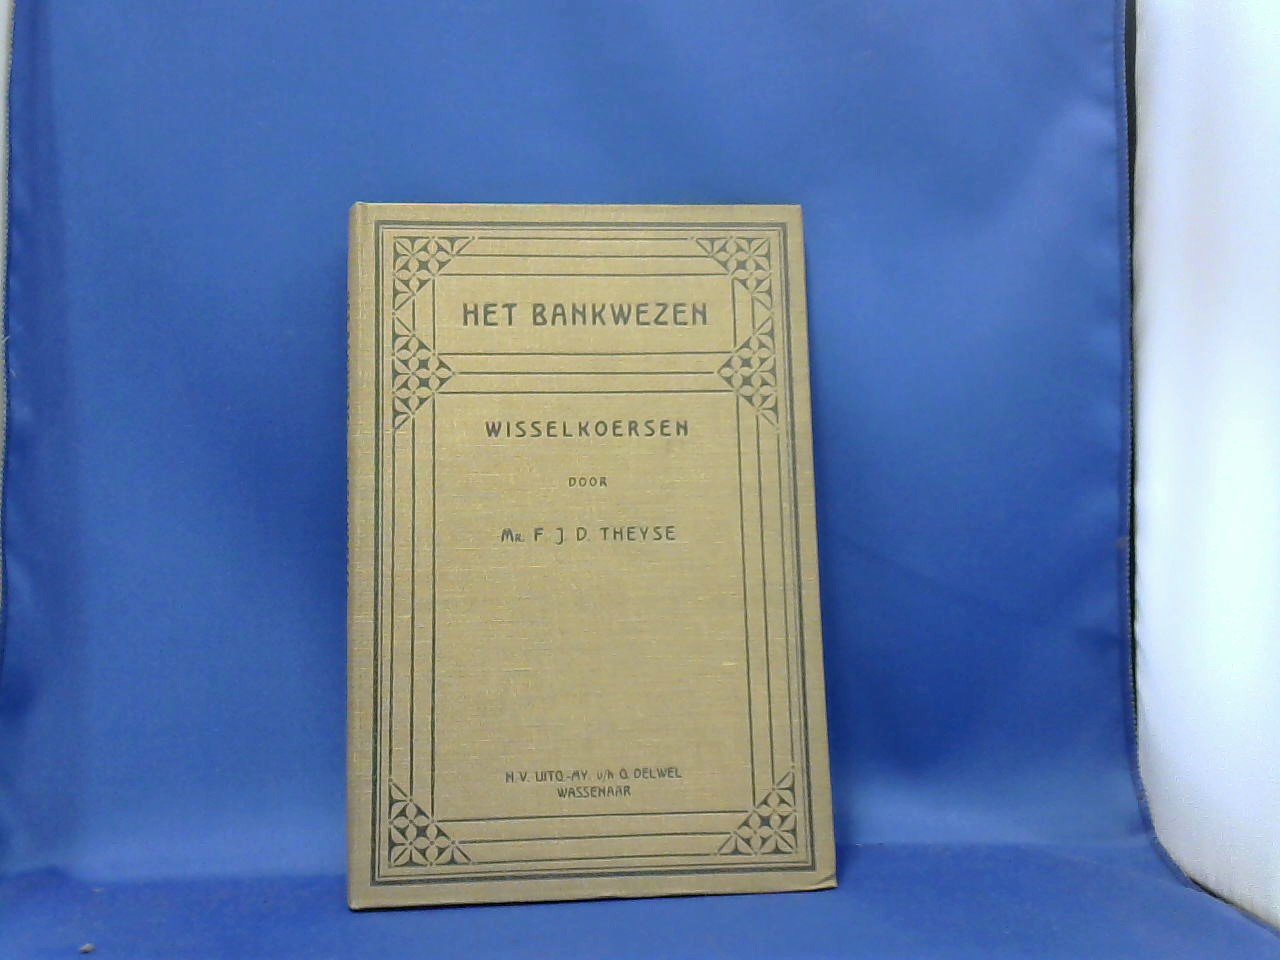 HET BANKWEZEN
WISSELKOERSEN
DOOR
MR. F. J. D. THEYSE
N.V. UITG.-MY. v/h G. DELWEL
WASSENAAR